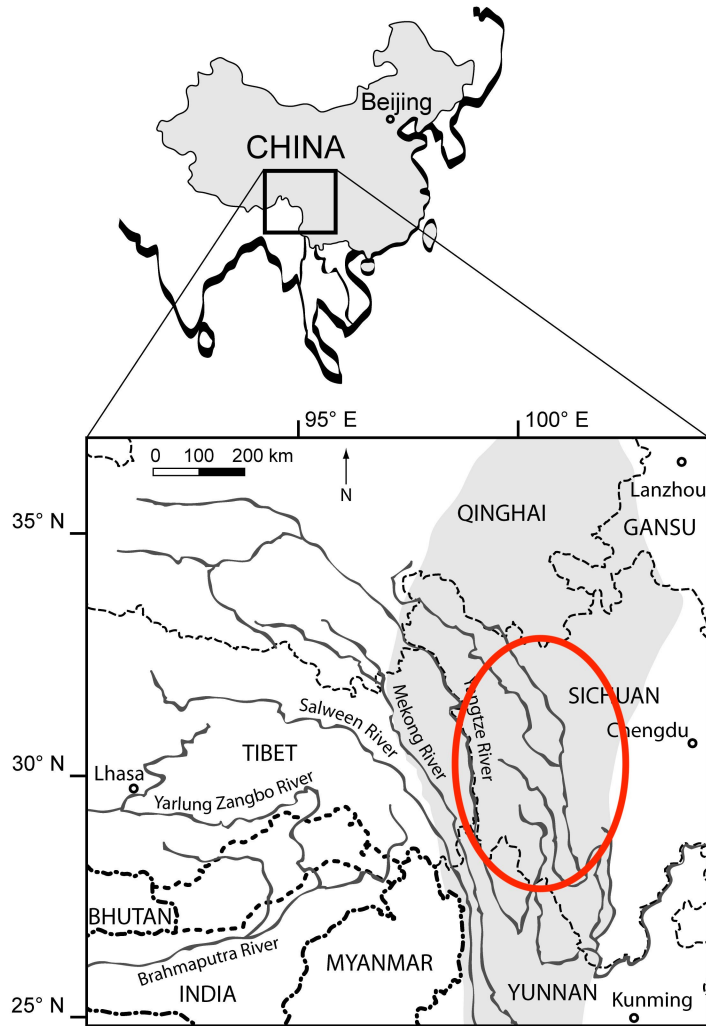 Beijing
CHINA
95° E
100° E
0 100 200 km
N
Lanzhou
QINGHAI
GANSU
35° N
SICHUAN
Yangtze River
Mekong River
Salween River
Chengdu
TIBET
30° N
Lhasa
Yarlung Zangbo River
BHUTAN
Brahmaputra River
MYANMAR
INDIA
YUNNAN
Kunming
25° N